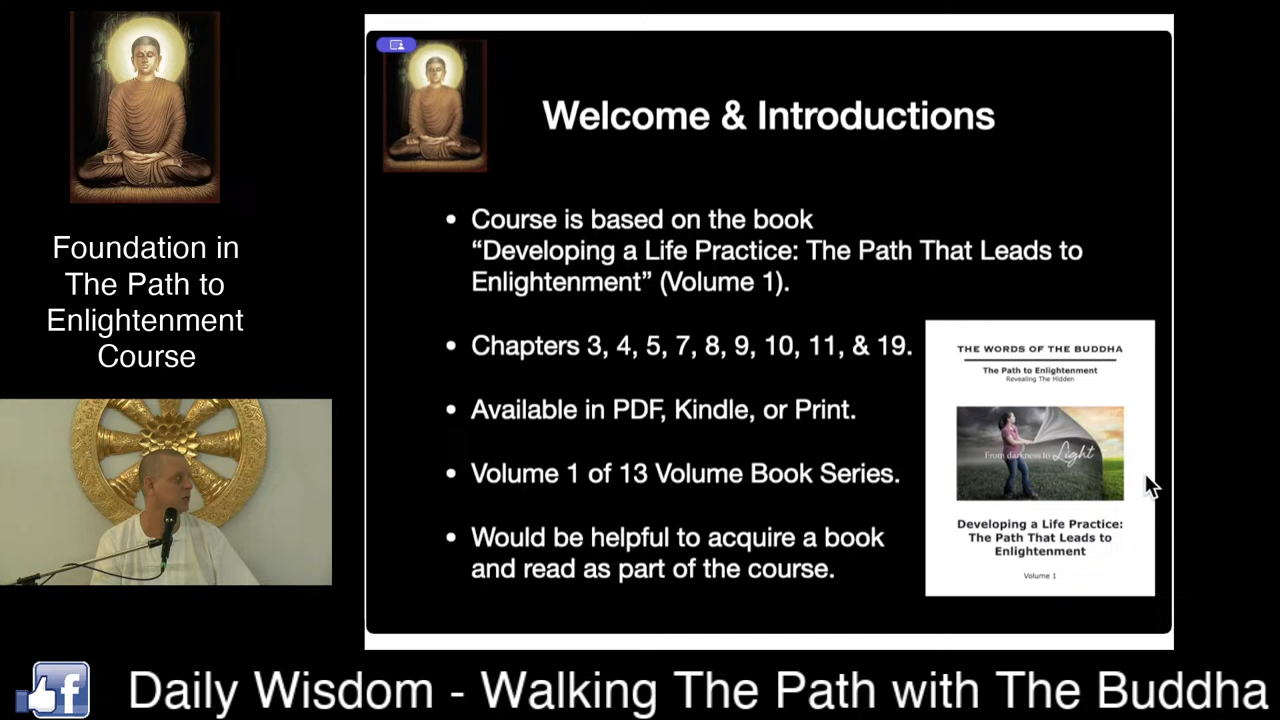 Foundation in
The Path to
Enlightenment
Course
Welcome & Introductions
• Course is based on the book
“Developing a Life Practice: The Path That Leads to
Enlightenment” (Volume 1).
• Chapters 3, 4, 5, 7, 8, 9, 10, 11, & 19.
• Available in PDF, Kindle, or Print.
• Volume 1 of 13 Volume Book Series.
• Would be helpful to acquire a book
and read as part of the course.
THE WORDS OF THE BUDDHA
The Path to Enlightenment
Revealing The Hidden
From darkness to Light
Developing a Life Practice:
The Path That Leads to
Enlightenment
Volume 1
f
Daily Wisdom - Walking The Path with The Buddha